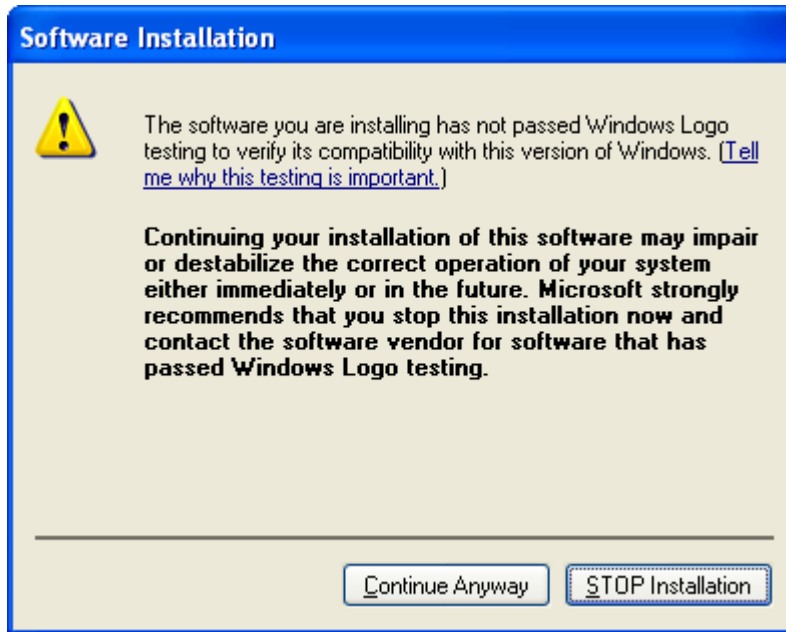 Software Installation
The software you are installing has not passed Windows Logo
testing to verify its compatibility with this version of Windows. (Tell
me why this testing is important.)
Continuing your installation of this software may impair
or destabilize the correct operation of your system
either immediately or in the future. Microsoft strongly
recommends that you stop this installation now and
contact the software vendor for software that has
passed Windows Logo testing.
Continue Anyway
STOP Installation